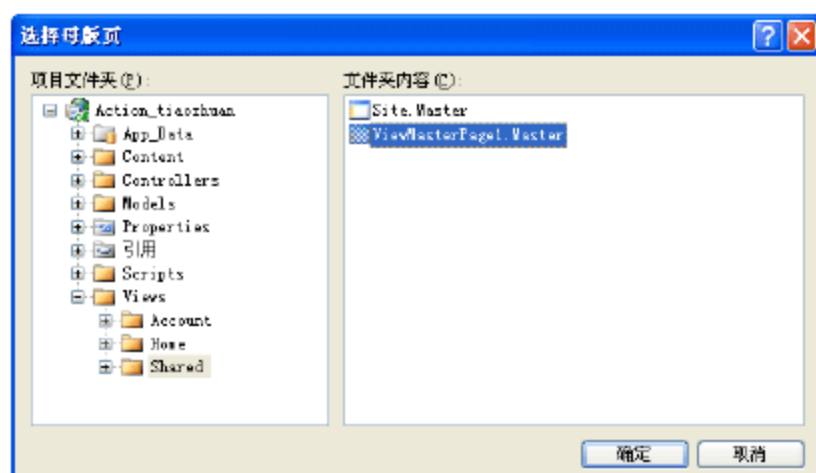 选择母版页
项目文件夹(P):
文件夹内容(C):
Action_tiaozhuan
App_Data
Content
Controllers
Models
Properties
引用
Scripts
Views
Account
Home
Shared
Site.Master
ViewMasterPage1.Master
确定
取消